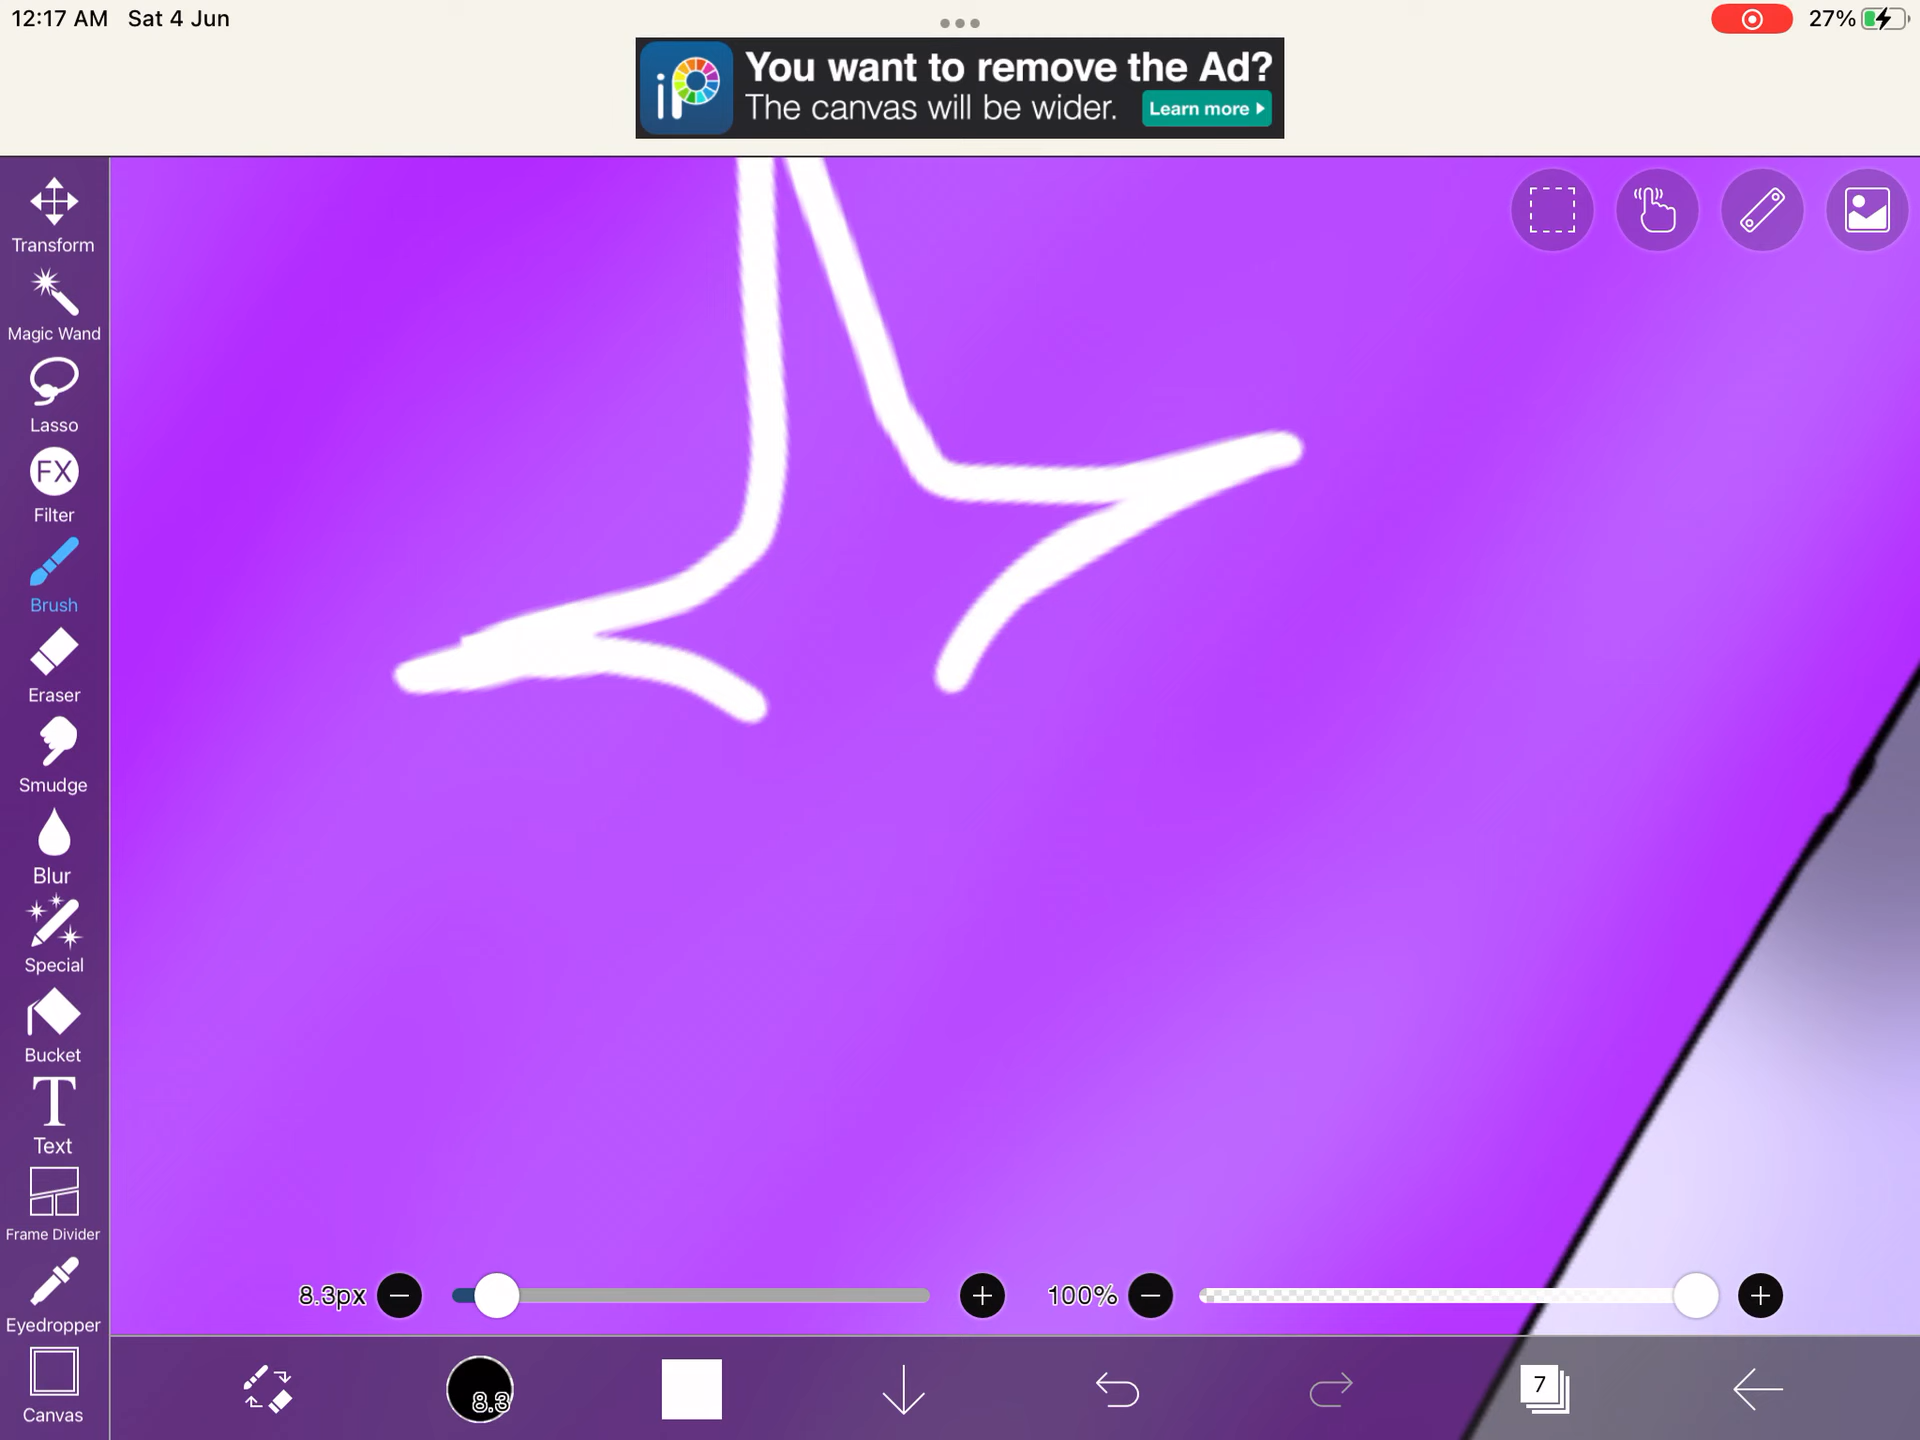 12:17 AM Sat 4 Jun
27%
iP
You want to remove the Ad?
The canvas will be wider.
Learn more
Transform
Magic Wand
Lasso
FX
Filter
Brush
Eraser
Smudge
Blur
Special
Bucket
T
Text
Frame Divider
Eyedropper
Canvas
8.3px
100%
8.3
7